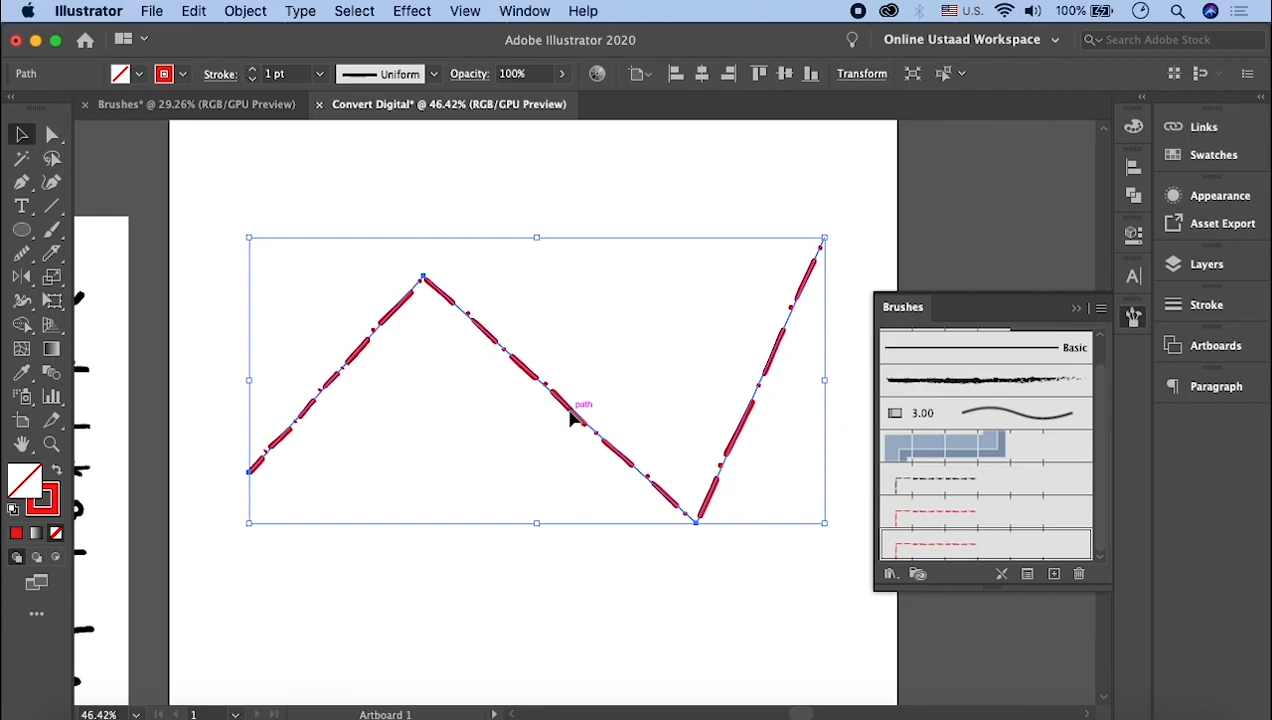 Illustrator File Edit Object Type Select Effect View Window Help U.S. 100%
Adobe Illustrator 2020 Online Ustaad Workspace Search Adobe Stock
Path Stroke: 1 pt Uniform Opacity: 100% Transform
Brushes* @ 29.26% (RGB/GPU Preview) Convert Digital* @ 46.42% (RGB/GPU Preview)
Links
Swatches
Appearance
Asset Export
Layers
Stroke
Artboards
Paragraph
Brushes
Basic
3.00
path
46.42% 1 Artboard 1